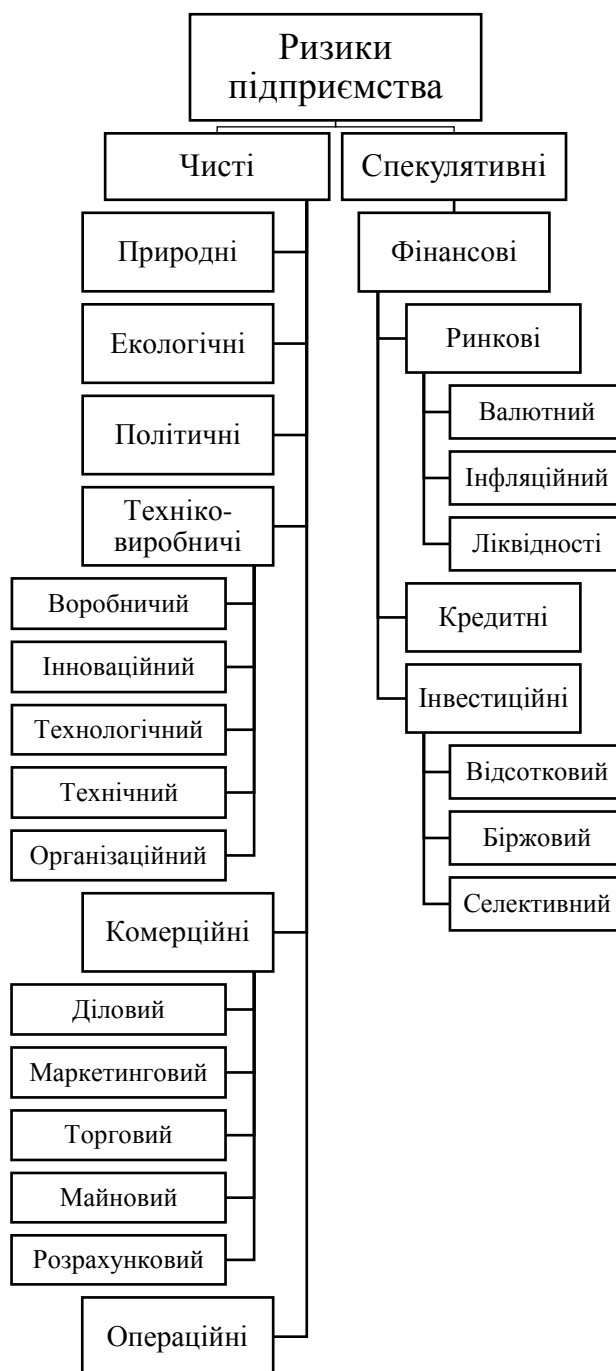 Ризики
підприємства
Чисті
Природні
Екологічні
Політичні
Техніко-
виробничі
Воробничий
Інноваційний
Технологічний
Технічний
Організаційний
Комерційні
Діловий
Маркетинговий
Торговий
Майновий
Розрахунковий
Операційні
Спекулятивні
Фінансові
Ринкові
Валютний
Інфляційний
Ліквідності
Кредитні
Інвестиційні
Відсотковий
Біржовий
Селективний